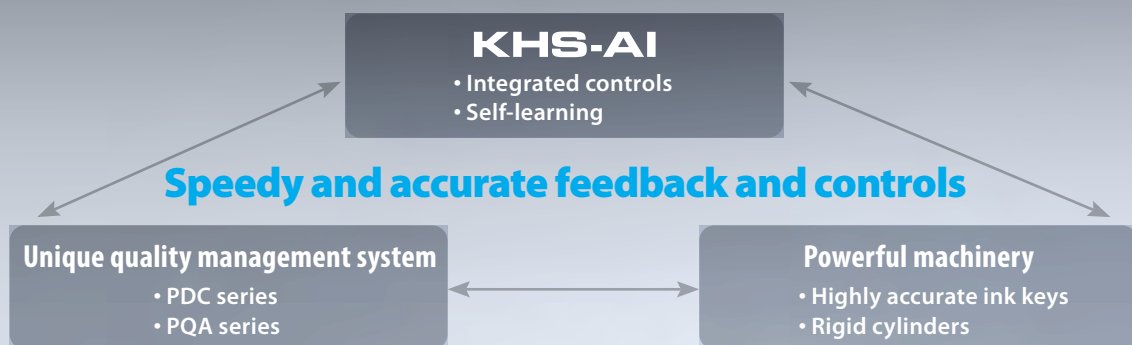 KHS-AI
• Integrated controls
• Self-learning
Speedy and accurate feedback and controls
Unique quality management system
• PDC series
• PQA series
Powerful machinery
• Highly accurate ink keys
• Rigid cylinders